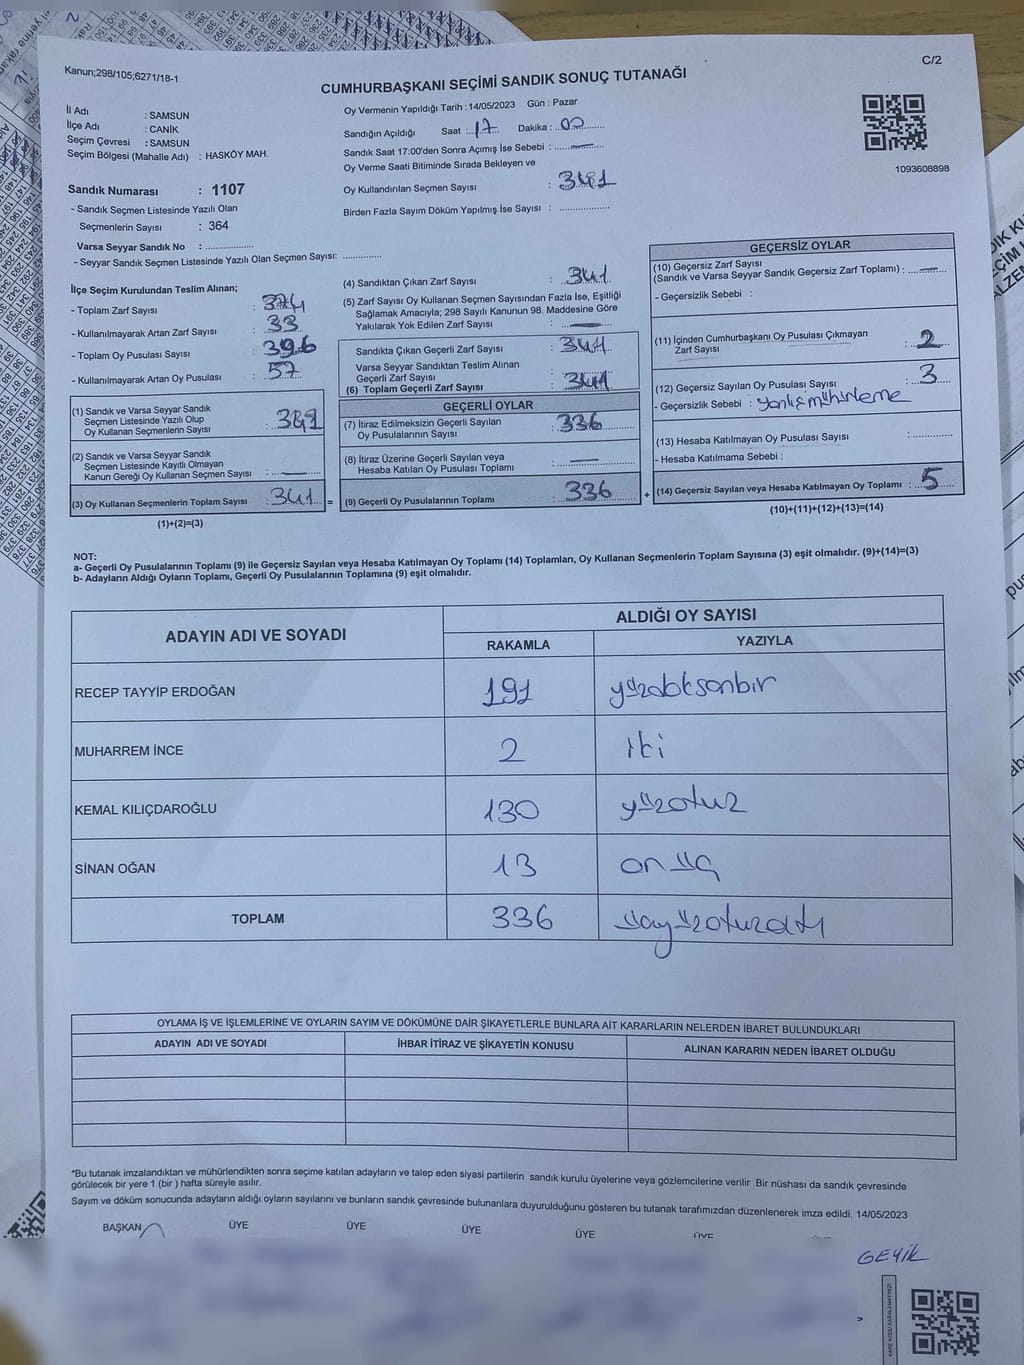 Kanun;298/105;6271/18-1
C/2
CUMHURBAŞKANI SEÇİMİ SANDIK SONUÇ TUTANAĞI
İl Adı : SAMSUN
İlçe Adı : CANİK
Seçim Çevresi : SAMSUN
Seçim Bölgesi (Mahalle Adı) : HASKÖY MAH.
Sandık Numarası : 1107
- Sandık Seçmen Listesinde Yazılı Olan
Seçmenlerin Sayısı : 364
Varsa Seyyar Sandık No : ................
- Seyyar Sandık Seçmen Listesinde Yazılı Olan Seçmen Sayısı: .............
Oy Vermenin Yapıldığı Tarih : 14/05/2023 Gün : Pazar
Sandığın Açıldığı Saat : 17 Dakika : 00
Sandık Saat 17:00'den Sonra Açımış İse Sebebi : —
Oy Verme Saati Bitiminde Sırada Bekleyen ve
Oy Kullandırılan Seçmen Sayısı : 341
Birden Fazla Sayım Döküm Yapılmış İse Sayısı : ................
1093608898
İlçe Seçim Kurulundan Teslim Alınan;
- Toplam Zarf Sayısı : 374
- Kullanılmayarak Artan Zarf Sayısı : 33
- Toplam Oy Pusulası Sayısı : 396
- Kullanılmayarak Artan Oy Pusulası : 57
(1) Sandık ve Varsa Seyyar Sandık
Seçmen Listesinde Yazılı Olup
Oy Kullanan Seçmenlerin Sayısı : 341
(2) Sandık ve Varsa Seyyar Sandık
Seçmen Listesinde Kayıtlı Olmayan
Kanun Gereği Oy Kullanan Seçmen Sayısı : —
(3) Oy Kullanan Seçmenlerin Toplam Sayısı : 341 =
(1)+(2)=(3)
(4) Sandıktan Çıkan Zarf Sayısı : 341
(5) Zarf Sayısı Oy Kullanan Seçmen Sayısından Fazla İse, Eşitliği
Sağlamak Amacıyla; 298 Sayılı Kanunun 98. Maddesine Göre
Yakılarak Yok Edilen Zarf Sayısı : —
Sandıkta Çıkan Geçerli Zarf Sayısı : 341
Varsa Seyyar Sandıktan Teslim Alınan
Geçerli Zarf Sayısı :
(6) Toplam Geçerli Zarf Sayısı : 341
GEÇERLİ OYLAR
(7) İtiraz Edilmeksizin Geçerli Sayılan
Oy Pusulalarının Sayısı : 336
(8) İtiraz Üzerine Geçerli Sayılan veya
Hesaba Katılan Oy Pusulası Toplamı : —
(9) Geçerli Oy Pusulalarının Toplamı : 336 +
GEÇERSİZ OYLAR
(10) Geçersiz Zarf Sayısı
(Sandık ve Varsa Seyyar Sandık Geçersiz Zarf Toplamı) : —
- Geçersizlik Sebebi :
(11) İçinden Cumhurbaşkanı Oy Pusulası Çıkmayan
Zarf Sayısı : 2
(12) Geçersiz Sayılan Oy Pusulası Sayısı : 3
- Geçersizlik Sebebi : yanlış mühürleme
(13) Hesaba Katılmayan Oy Pusulası Sayısı : .............
- Hesaba Katılmama Sebebi :
(14) Geçersiz Sayılan veya Hesaba Katılmayan Oy Toplamı : 5
(10)+(11)+(12)+(13)=(14)
NOT:
a- Geçerli Oy Pusulalarının Toplamı (9) ile Geçersiz Sayılan veya Hesaba Katılmayan Oy Toplamı (14) Toplamları, Oy Kullanan Seçmenlerin Toplam Sayısına (3) eşit olmalıdır. (9)+(14)=(3)
b- Adayların Aldığı Oyların Toplamı, Geçerli Oy Pusulalarının Toplamına (9) eşit olmalıdır.
ADAYIN ADI VE SOYADI ALDIĞI OY SAYISI
RAKAMLA YAZIYLA
RECEP TAYYİP ERDOĞAN 191 yüzdoksanbir
MUHARREM İNCE 2 iki
KEMAL KILIÇDAROĞLU 130 yüzotuz
SİNAN OĞAN 13 on üç
TOPLAM 336 üçyüzotuzaltı
OYLAMA İŞ VE İŞLEMLERİNE VE OYLARIN SAYIM VE DÖKÜMÜNE DAİR ŞİKAYETLERLE BUNLARA AİT KARARLARIN NELERDEN İBARET BULUNDUKLARI
ADAYIN ADI VE SOYADI İHBAR İTİRAZ VE ŞİKAYETİN KONUSU ALINAN KARARIN NEDEN İBARET OLDUĞU
*Bu tutanak imzalandıktan ve mühürlendikten sonra seçime katılan adayların ve talep eden siyasi partilerin sandık kurulu üyelerine veya gözlemcilerine verilir .Bir nüshası da sandık çevresinde
görülecek bir yere 1 (bir ) hafta süreyle asılır.
Sayım ve döküm sonucunda adayların aldığı oyların sayılarını ve bunların sandık çevresinde bulunanlara duyurulduğunu gösteren bu tutanak tarafımızdan düzenlenerek imza edildi. 14/05/2023
BAŞKAN ÜYE ÜYE ÜYE ÜYE ÜYE
GEYİK